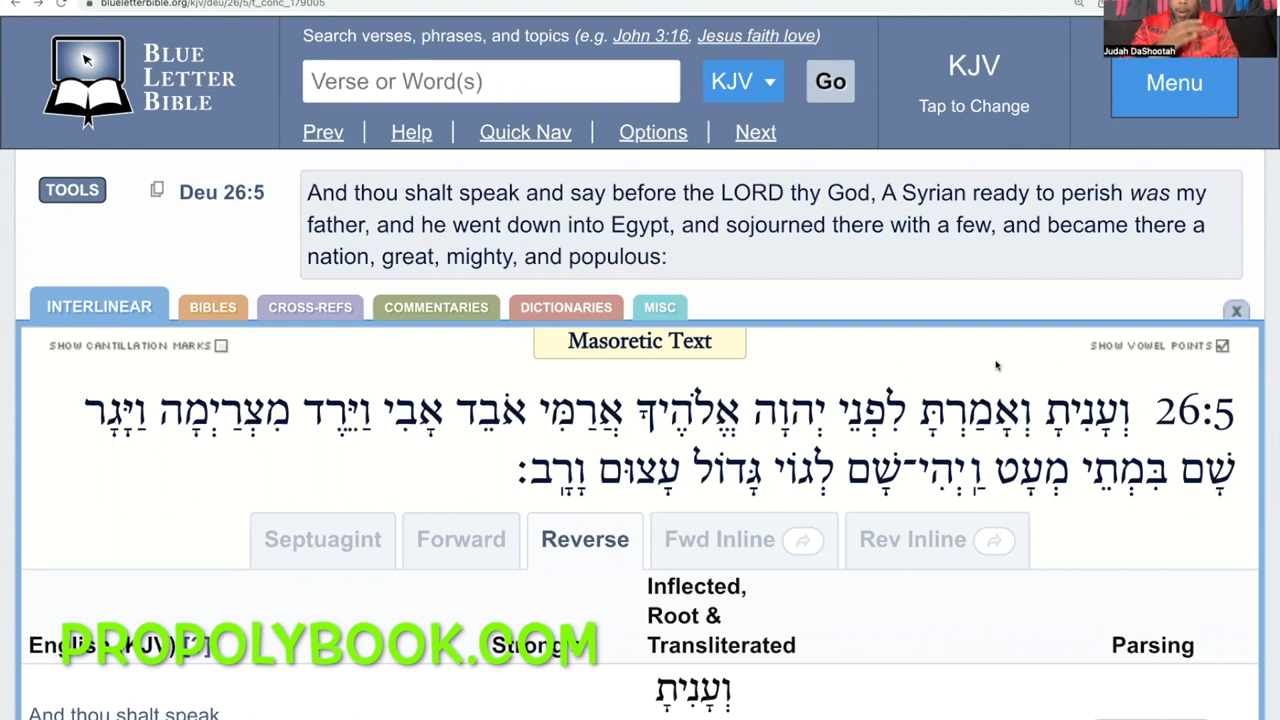 blueletterbible.org/kjv/deu/26/5/t_conc_179005
Judah DaShootah
BLUE
LETTER
BIBLE
Search verses, phrases, and topics (e.g. John 3:16, Jesus faith love)
Verse or Word(s)
KJV
Go
Prev | Help | Quick Nav | Options | Next
KJV
Tap to Change
Menu
TOOLS
Deu 26:5
And thou shalt speak and say before the LORD thy God, A Syrian ready to perish was my
father, and he went down into Egypt, and sojourned there with a few, and became there a
nation, great, mighty, and populous:
INTERLINEAR BIBLES CROSS-REFS COMMENTARIES DICTIONARIES MISC X
SHOW CANTILLATION MARKS
Masoretic Text
SHOW VOWEL POINTS
26:5 וְעָנִיתָ וְאָמַרְתָּ לִפְנֵי יְהוָה אֱלֹהֶיךָ אֲרַמִּי אֹבֵד אָבִי וַיֵּרֶד מִצְרַיְמָה וַיָּגָר
שָׁם בִּמְתֵי מְעָט וַֽיְהִי־שָׁם לְגוֹי גָּדוֹל עָצוּם וָרָֽב׃
Septuagint Forward Reverse Fwd Inline Rev Inline
English (KJV) [?]
Strong's
Inflected,
Root &
Transliterated
Parsing
PROPOLYBOOK.COM
וְעָנִיתָ
And thou shalt speak